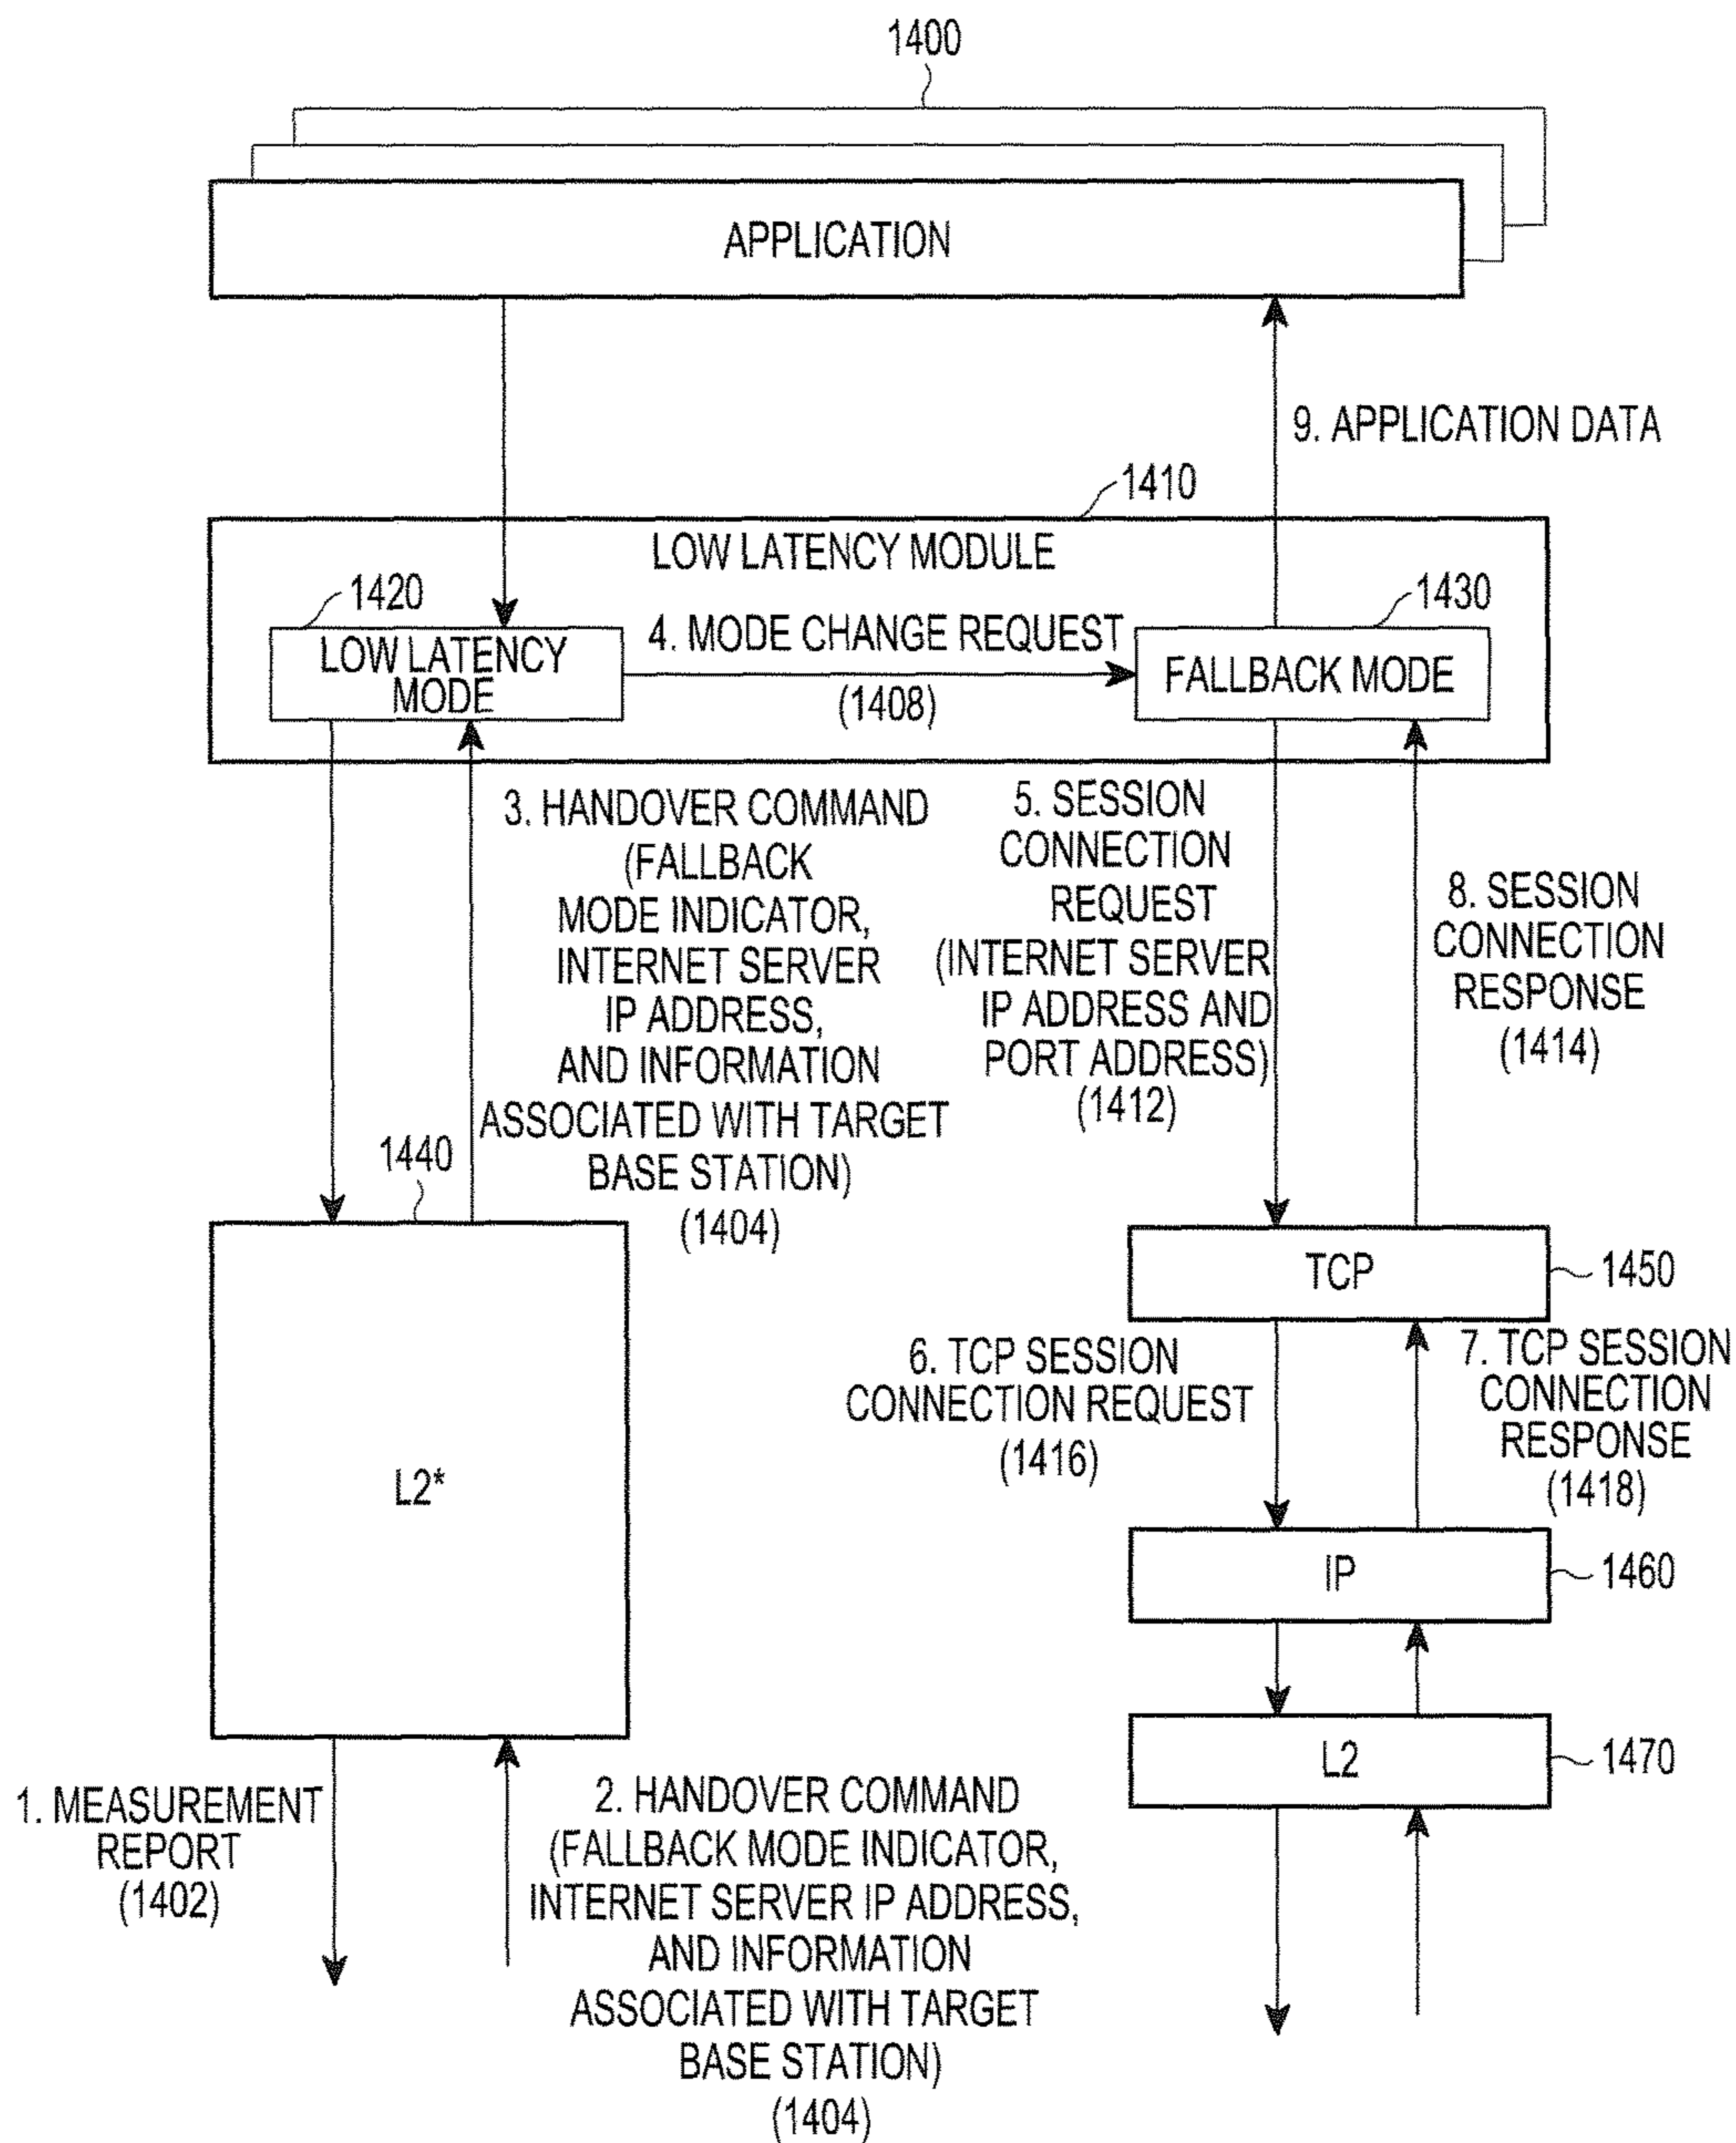 1400
APPLICATION
9. APPLICATION DATA
1410
LOW LATENCY MODULE
1420
LOW LATENCY
MODE
4. MODE CHANGE REQUEST
(1408)
1430
FALLBACK MODE
3. HANDOVER COMMAND
(FALLBACK
MODE INDICATOR,
INTERNET SERVER
IP ADDRESS,
AND INFORMATION
ASSOCIATED WITH TARGET
BASE STATION)
(1404)
5. SESSION
CONNECTION
REQUEST
(INTERNET SERVER
IP ADDRESS AND
PORT ADDRESS)
(1412)
8. SESSION
CONNECTION
RESPONSE
(1414)
1440
L2*
TCP
1450
6. TCP SESSION
CONNECTION REQUEST
(1416)
7. TCP SESSION
CONNECTION
RESPONSE
(1418)
IP
1460
L2
1470
1. MEASUREMENT
REPORT
(1402)
2. HANDOVER COMMAND
(FALLBACK MODE INDICATOR,
INTERNET SERVER IP ADDRESS,
AND INFORMATION
ASSOCIATED WITH TARGET
BASE STATION)
(1404)